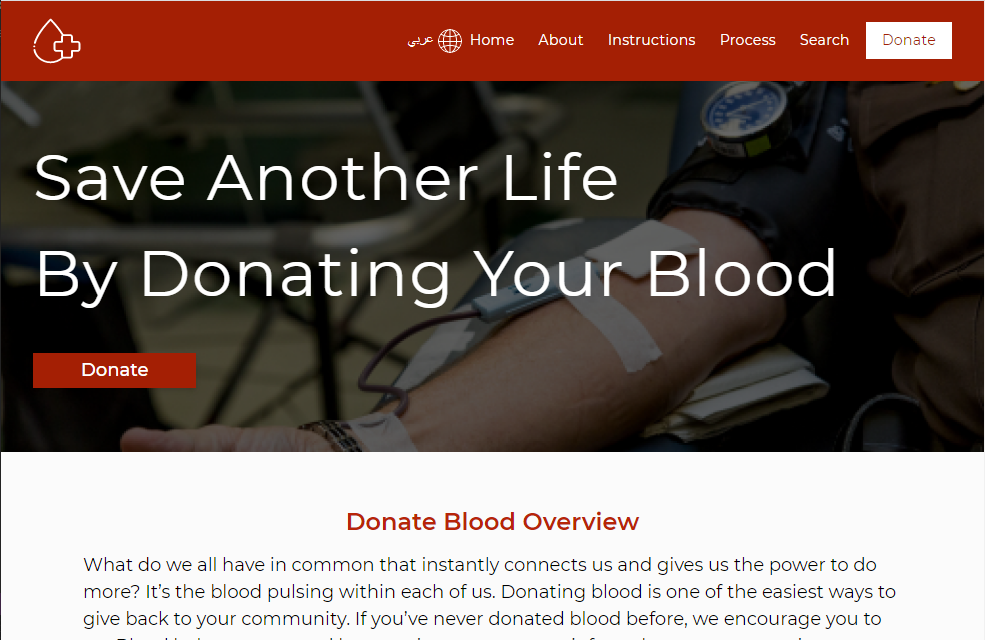 عربي
Home
About
Instructions
Process
Search
Donate
Save Another Life
By Donating Your Blood
Donate
Donate Blood Overview
What do we all have in common that instantly connects us and gives us the power to do
more? It’s the blood pulsing within each of us. Donating blood is one of the easiest ways to
give back to your community. If you’ve never donated blood before, we encourage you to